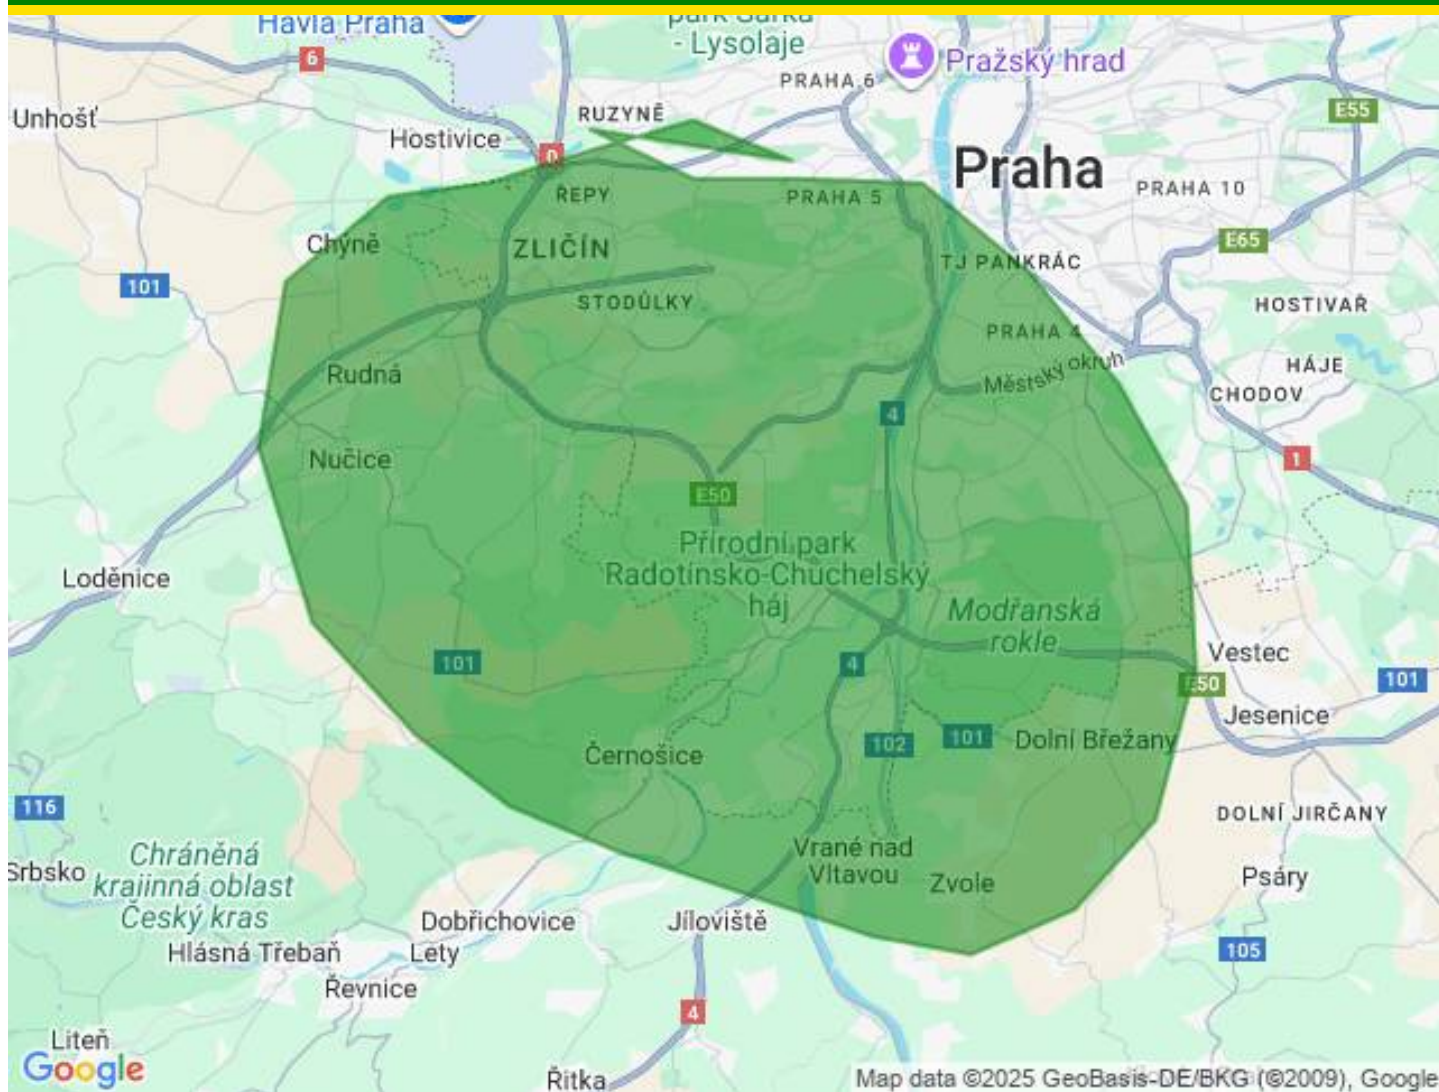 Havla Praha
park Šárka
- Lysolaje
Pražský hrad
6
PRAHA 6
E55
Unhošť
RUZYNĚ
Hostivice
0
Praha
PRAHA 10
ŘEPY
PRAHA 5
Chýně
ZLIČÍN
E65
TJ PANKRÁC
101
STODŮLKY
HOSTIVAŘ
PRAHA 4
Rudná
Městský okruh
HÁJE
CHODOV
4
Nučice
1
E50
Přírodní park
Radotínsko-Chuchelský
háj
Loděnice
Modřanská
rokle
101
4
Vestec
E50
101
Jesenice
Černošice
102
101
Dolní Břežany
116
DOLNÍ JIRČANY
Chráněná
krajinná oblast
Český kras
Srbsko
Vrané nad
Vltavou
Zvole
Psáry
Dobřichovice
Jíloviště
Hlásná Třebaň
Lety
105
Řevnice
4
Liteň
Google
Řitka
Map data ©2025 GeoBasis-DE/BKG (©2009), Google